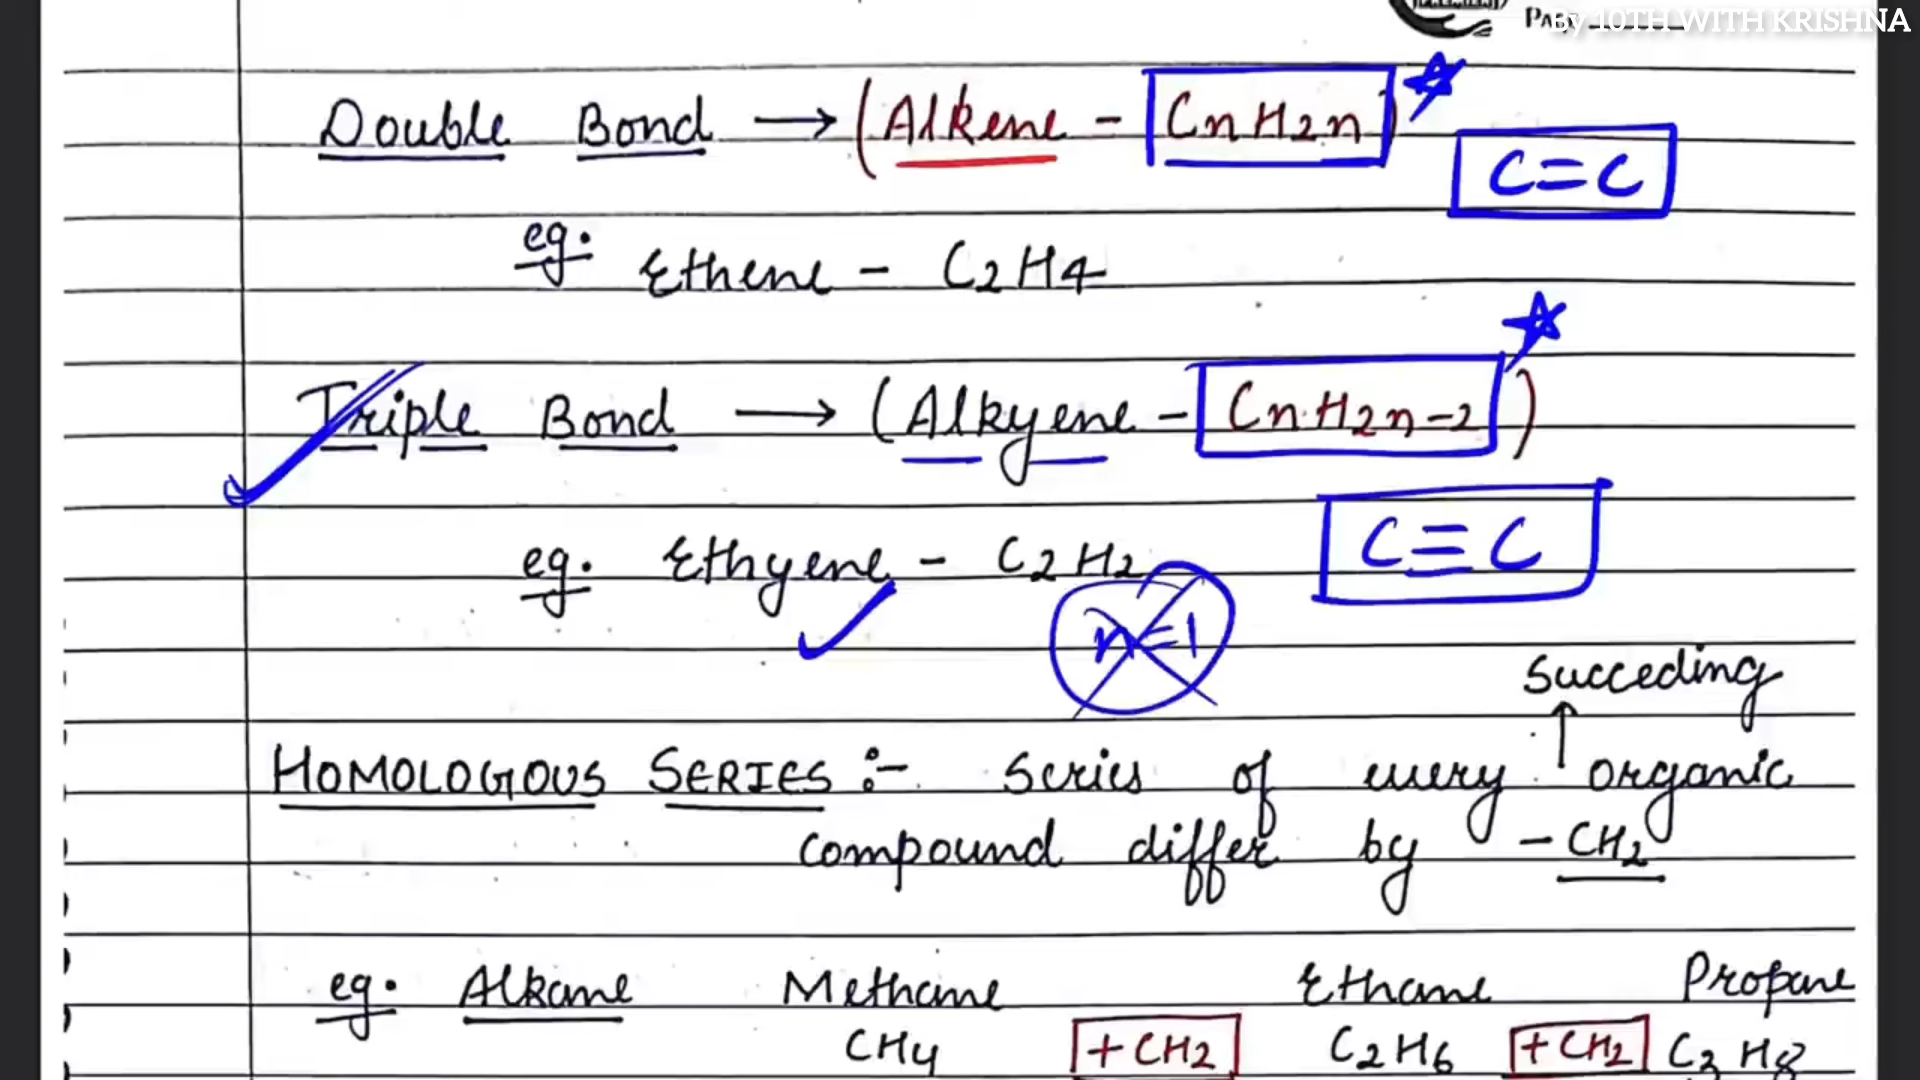 By 10TH WITH KRISHNA
Double Bond → (Alkene - CnH2n)
C=C
eg. Ethene - C2H4
Triple Bond → (Alkyene - CnH2n-2)
C≡C
eg. Ethyene - C2H2
n=1
Succeding
HOMOLOGOUS SERIES :- Series of every ↑ organic
compound differ by -CH2
eg. Alkane Methane Ethane Propane
CH4 +CH2 C2H6 +CH2 C3H8